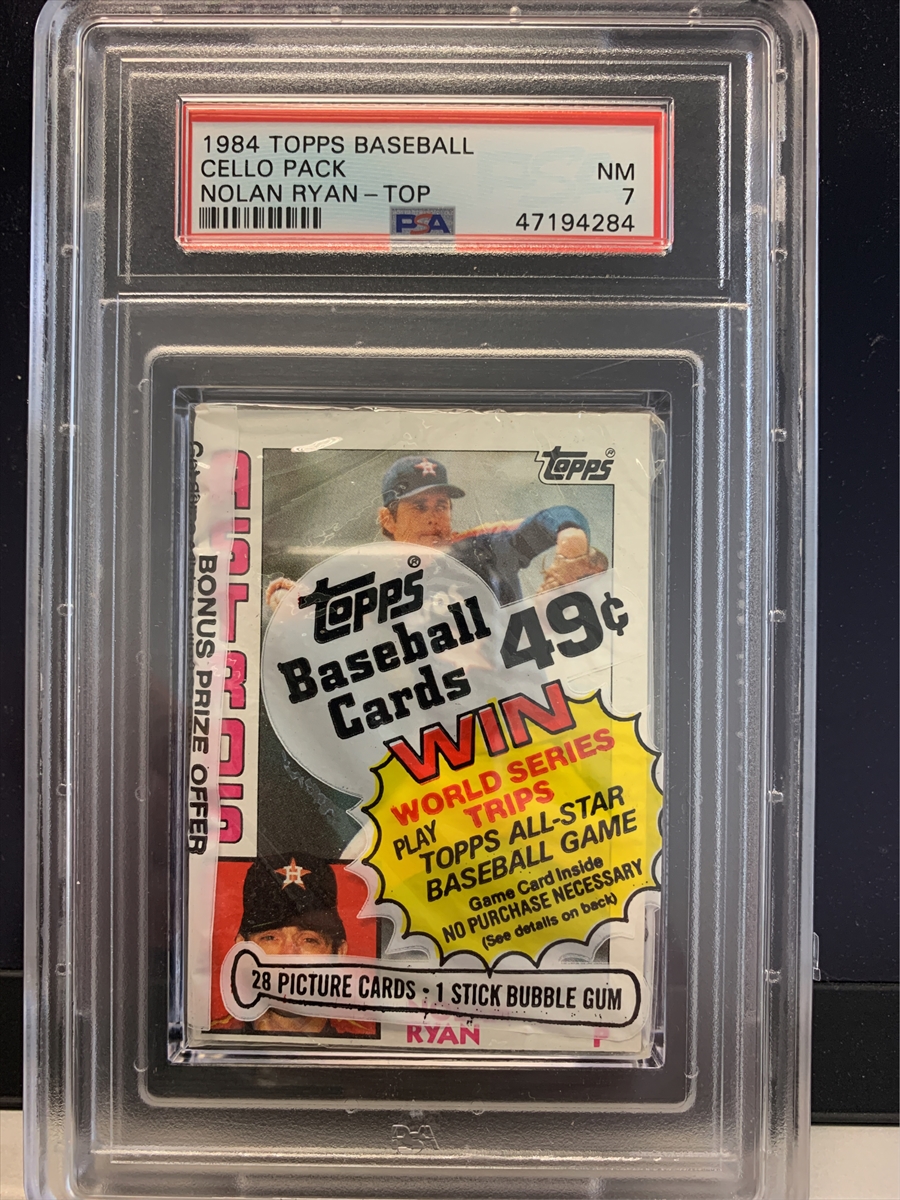 1984 TOPPS BASEBALL
CELLO PACK
NM
NOLAN RYAN – TOP
7
PSA
47194284
Topps®
ASTROS
BONUS PRIZE OFFER
Topps®
Baseball
Cards
49¢
WIN
WORLD SERIES
TRIPS
PLAY
TOPPS ALL-STAR
BASEBALL GAME
Game Card Inside
NO PURCHASE NECESSARY
(See details on back)
H
28 PICTURE CARDS • 1 STICK BUBBLE GUM
RYAN
P
PSA